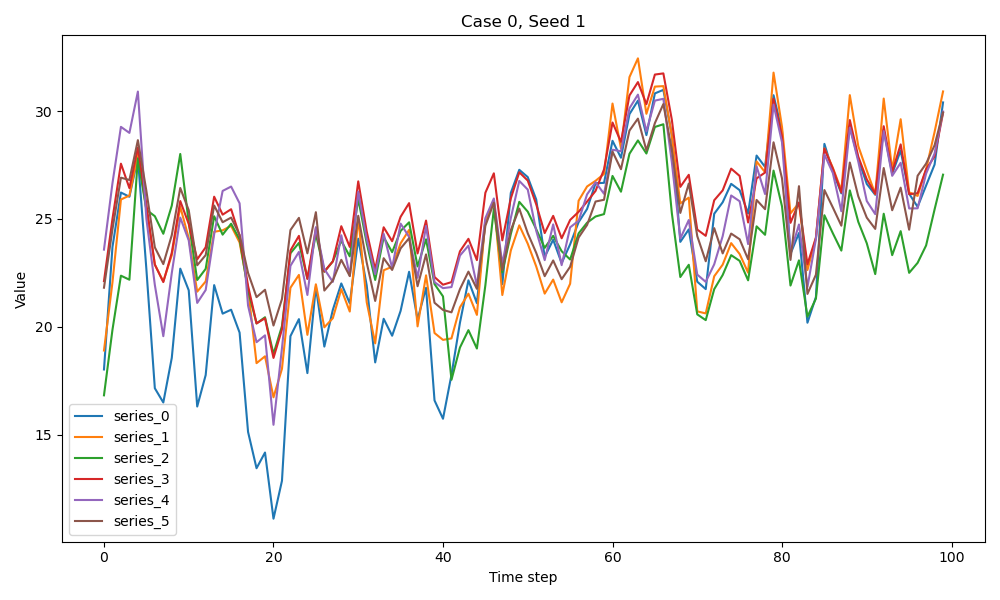 Case 0, Seed 1
Value
30
25
20
15
series_0
series_1
series_2
series_3
series_4
series_5
0
20
40
60
80
100
Time step